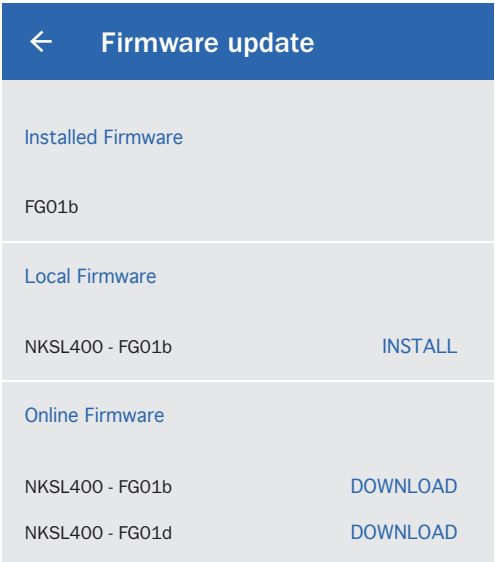 Firmware update
Installed Firmware
FG01b
Local Firmware
NKSL400 - FG01b INSTALL
Online Firmware
NKSL400 - FG01b DOWNLOAD
NKSL400 - FG01d DOWNLOAD